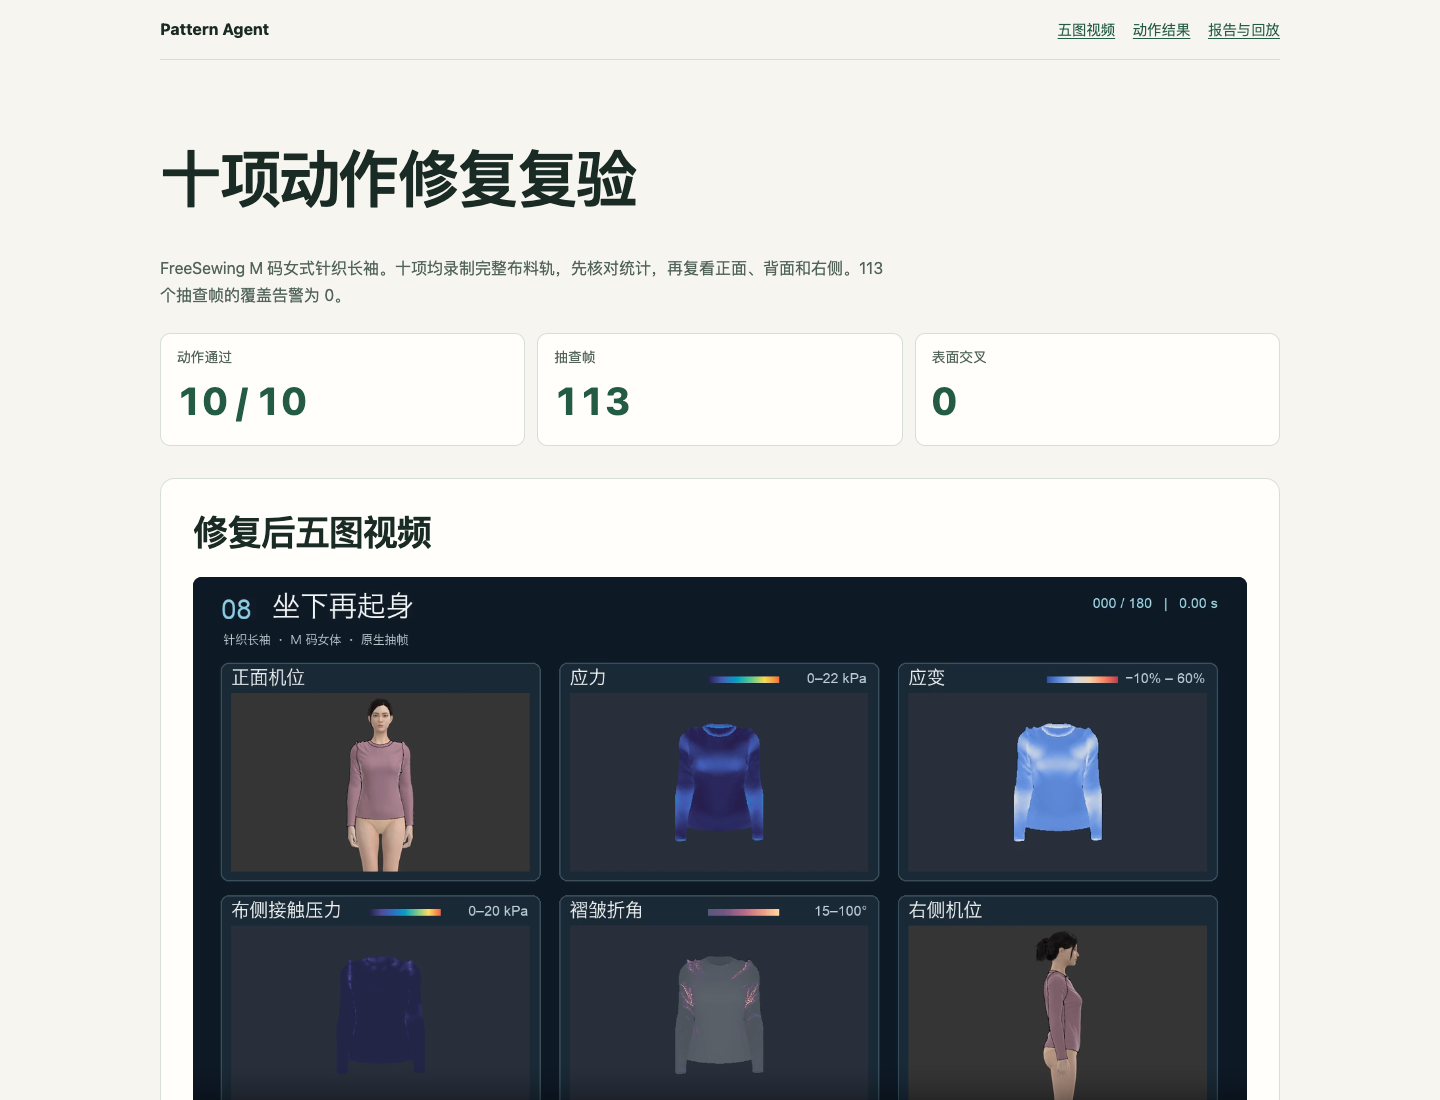 Pattern Agent
五图视频 动作结果 报告与回放
十项动作修复复验
FreeSewing M 码女式针织长袖。十项均录制完整布料轨，先核对统计，再复看正面、背面和右侧。113
个抽查帧的覆盖告警为 0。
动作通过
10 / 10
抽查帧
113
表面交叉
0
修复后五图视频
08 坐下再起身
000 / 180 | 0.00 s
针织长袖 · M 码女体 · 原生抽帧
正面机位
应力 0–22 kPa
应变 −10% – 60%
布侧接触压力 0–20 kPa
褶皱折角 15–100°
右侧机位